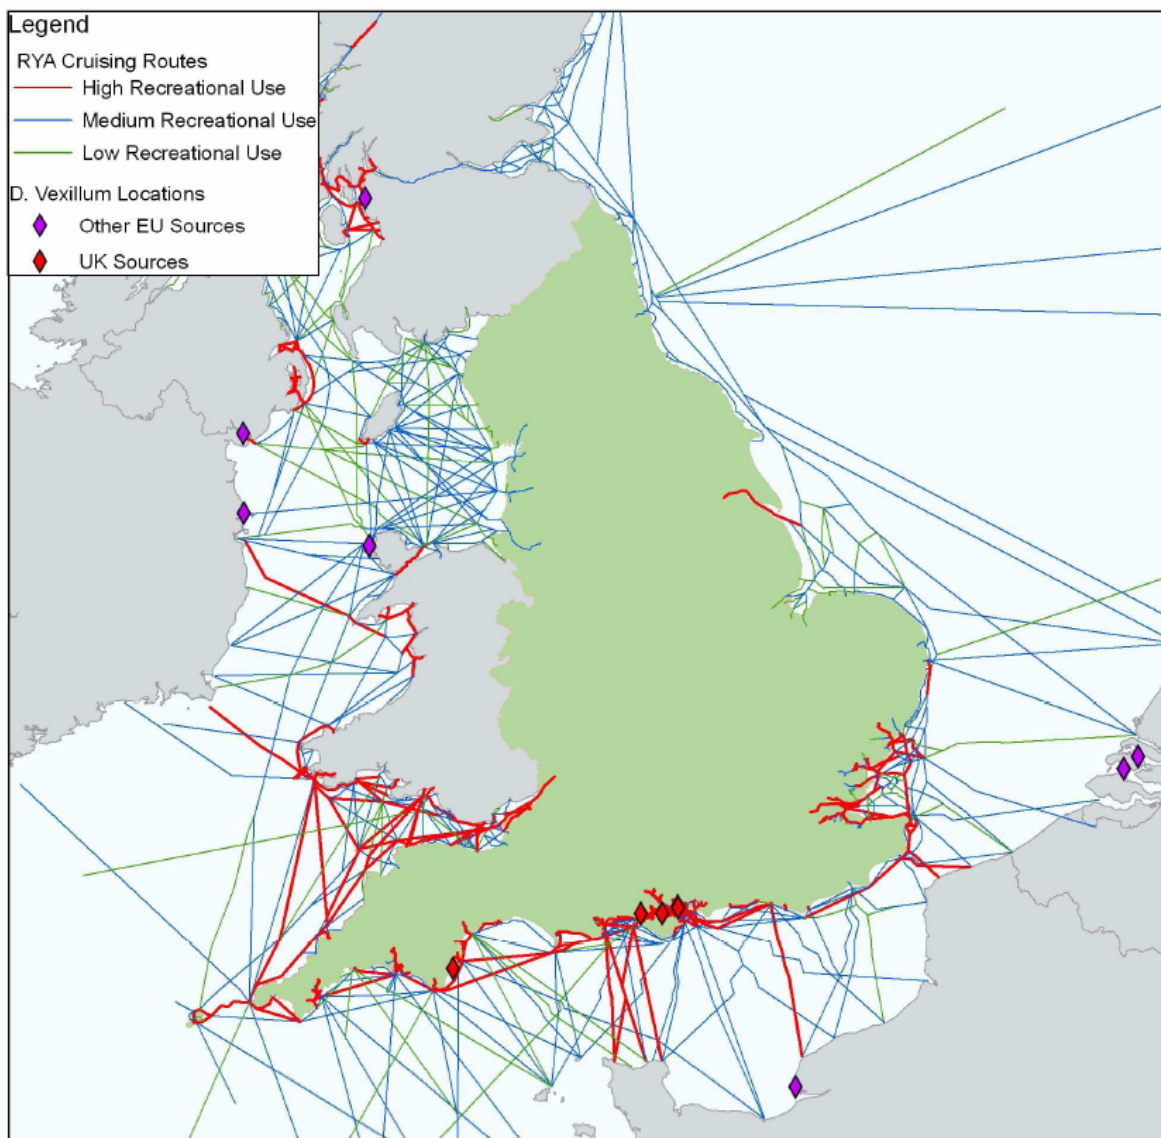 Legend
RYA Cruising Routes
High Recreational Use
Medium Recreational Use
Low Recreational Use
D. Vexillum Locations
Other EU Sources
UK Sources